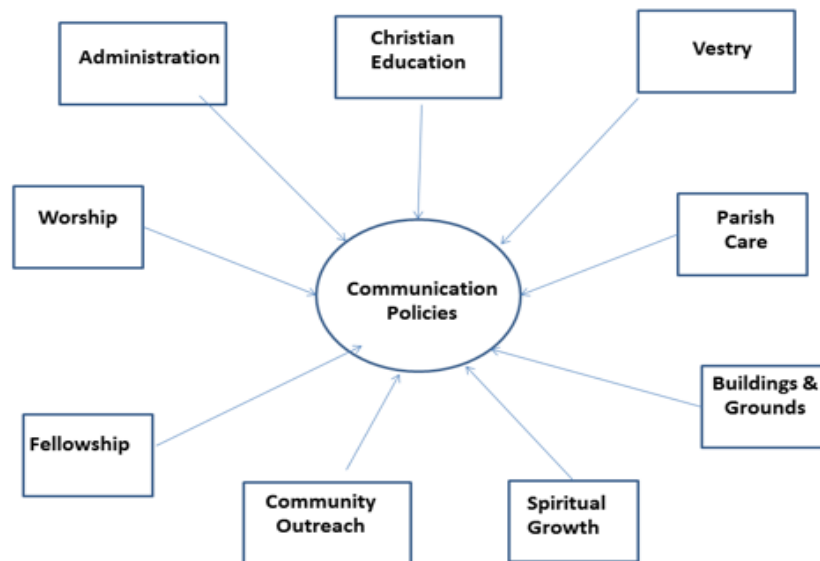 Administration
Christian
Education
Vestry
Worship
Parish
Care
Communication
Policies
Buildings &
Grounds
Fellowship
Community
Outreach
Spiritual
Growth